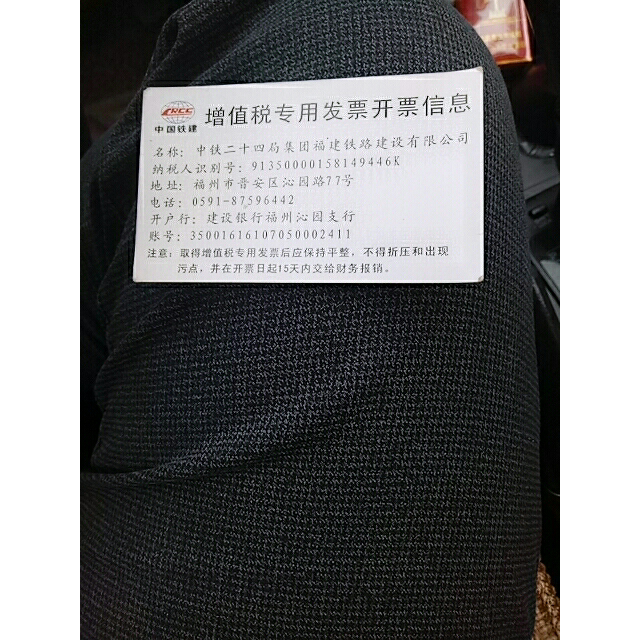 CRCC
中国铁建
增值税专用发票开票信息
名称：中铁二十四局集团福建铁路建设有限公司
纳税人识别号：91350000158149446K
地址：福州市晋安区沁园路77号
电话：0591-87596442
开户行：建设银行福州沁园支行
账号：35001616107050002411
注意：取得增值税专用发票后应保持平整，不得折压和出现
污点，并在开票日起15天内交给财务报销。